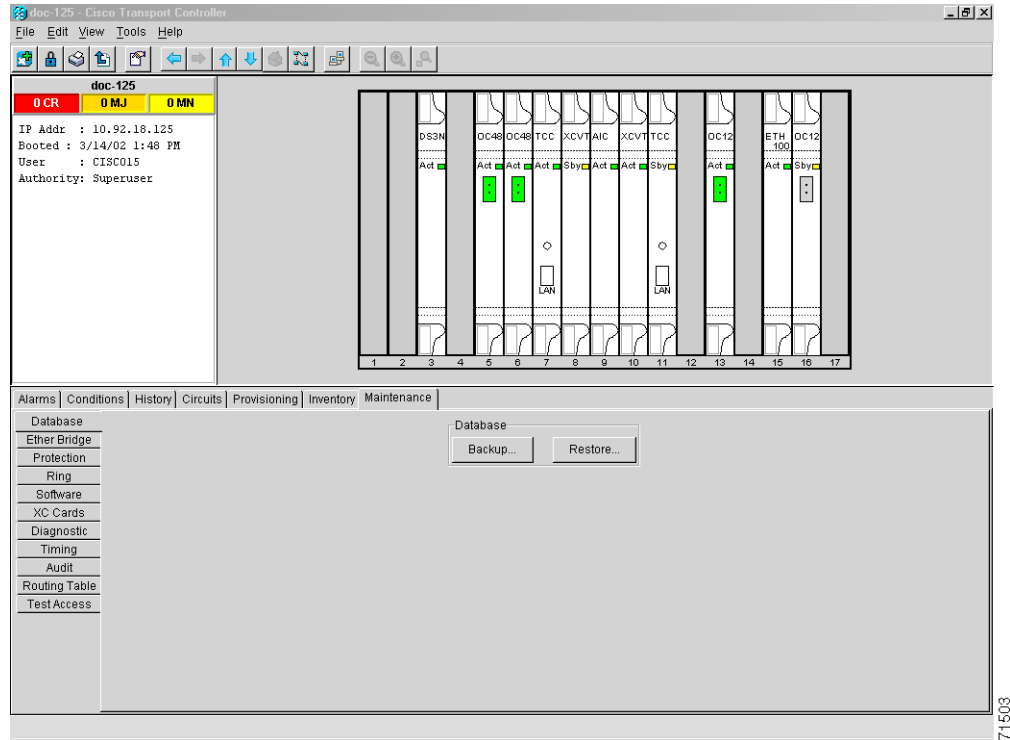 doc-125 - Cisco Transport Controller
File Edit View Tools Help
doc-125
0 CR 0 MJ 0 MN
IP Addr : 10.92.18.125
Booted : 3/14/02 1:48 PM
User : CISCO15
Authority: Superuser
DS3N OC48 OC48 TCC XCVT AIC XCVT TCC OC12 ETH 100 OC12
Act Act Act Act Sby Act Act Sby Act Act Sby
LAN LAN
1 2 3 4 5 6 7 8 9 10 11 12 13 14 15 16 17
Alarms Conditions History Circuits Provisioning Inventory Maintenance
Database
Ether Bridge
Protection
Ring
Software
XC Cards
Diagnostic
Timing
Audit
Routing Table
Test Access
Database
Backup... Restore...
71503